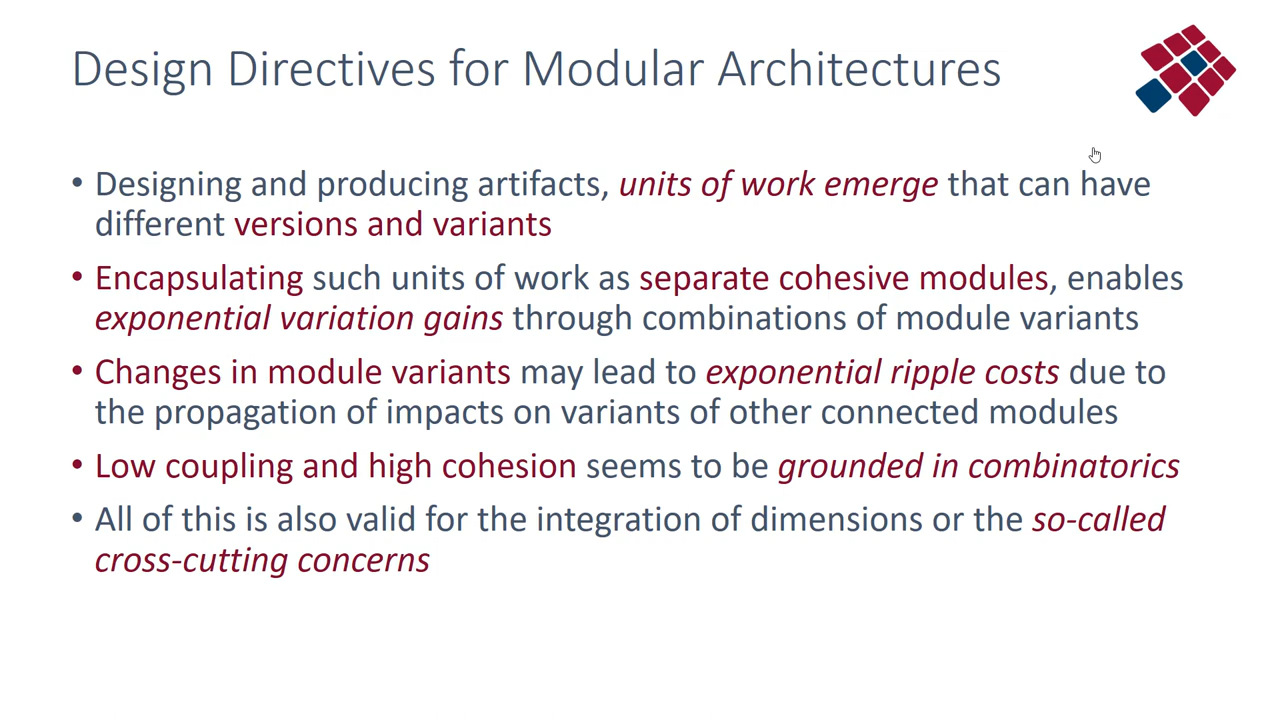 Design Directives for Modular Architectures
• Designing and producing artifacts, units of work emerge that can have
different versions and variants
• Encapsulating such units of work as separate cohesive modules, enables
exponential variation gains through combinations of module variants
• Changes in module variants may lead to exponential ripple costs due to
the propagation of impacts on variants of other connected modules
• Low coupling and high cohesion seems to be grounded in combinatorics
• All of this is also valid for the integration of dimensions or the so-called
cross-cutting concerns